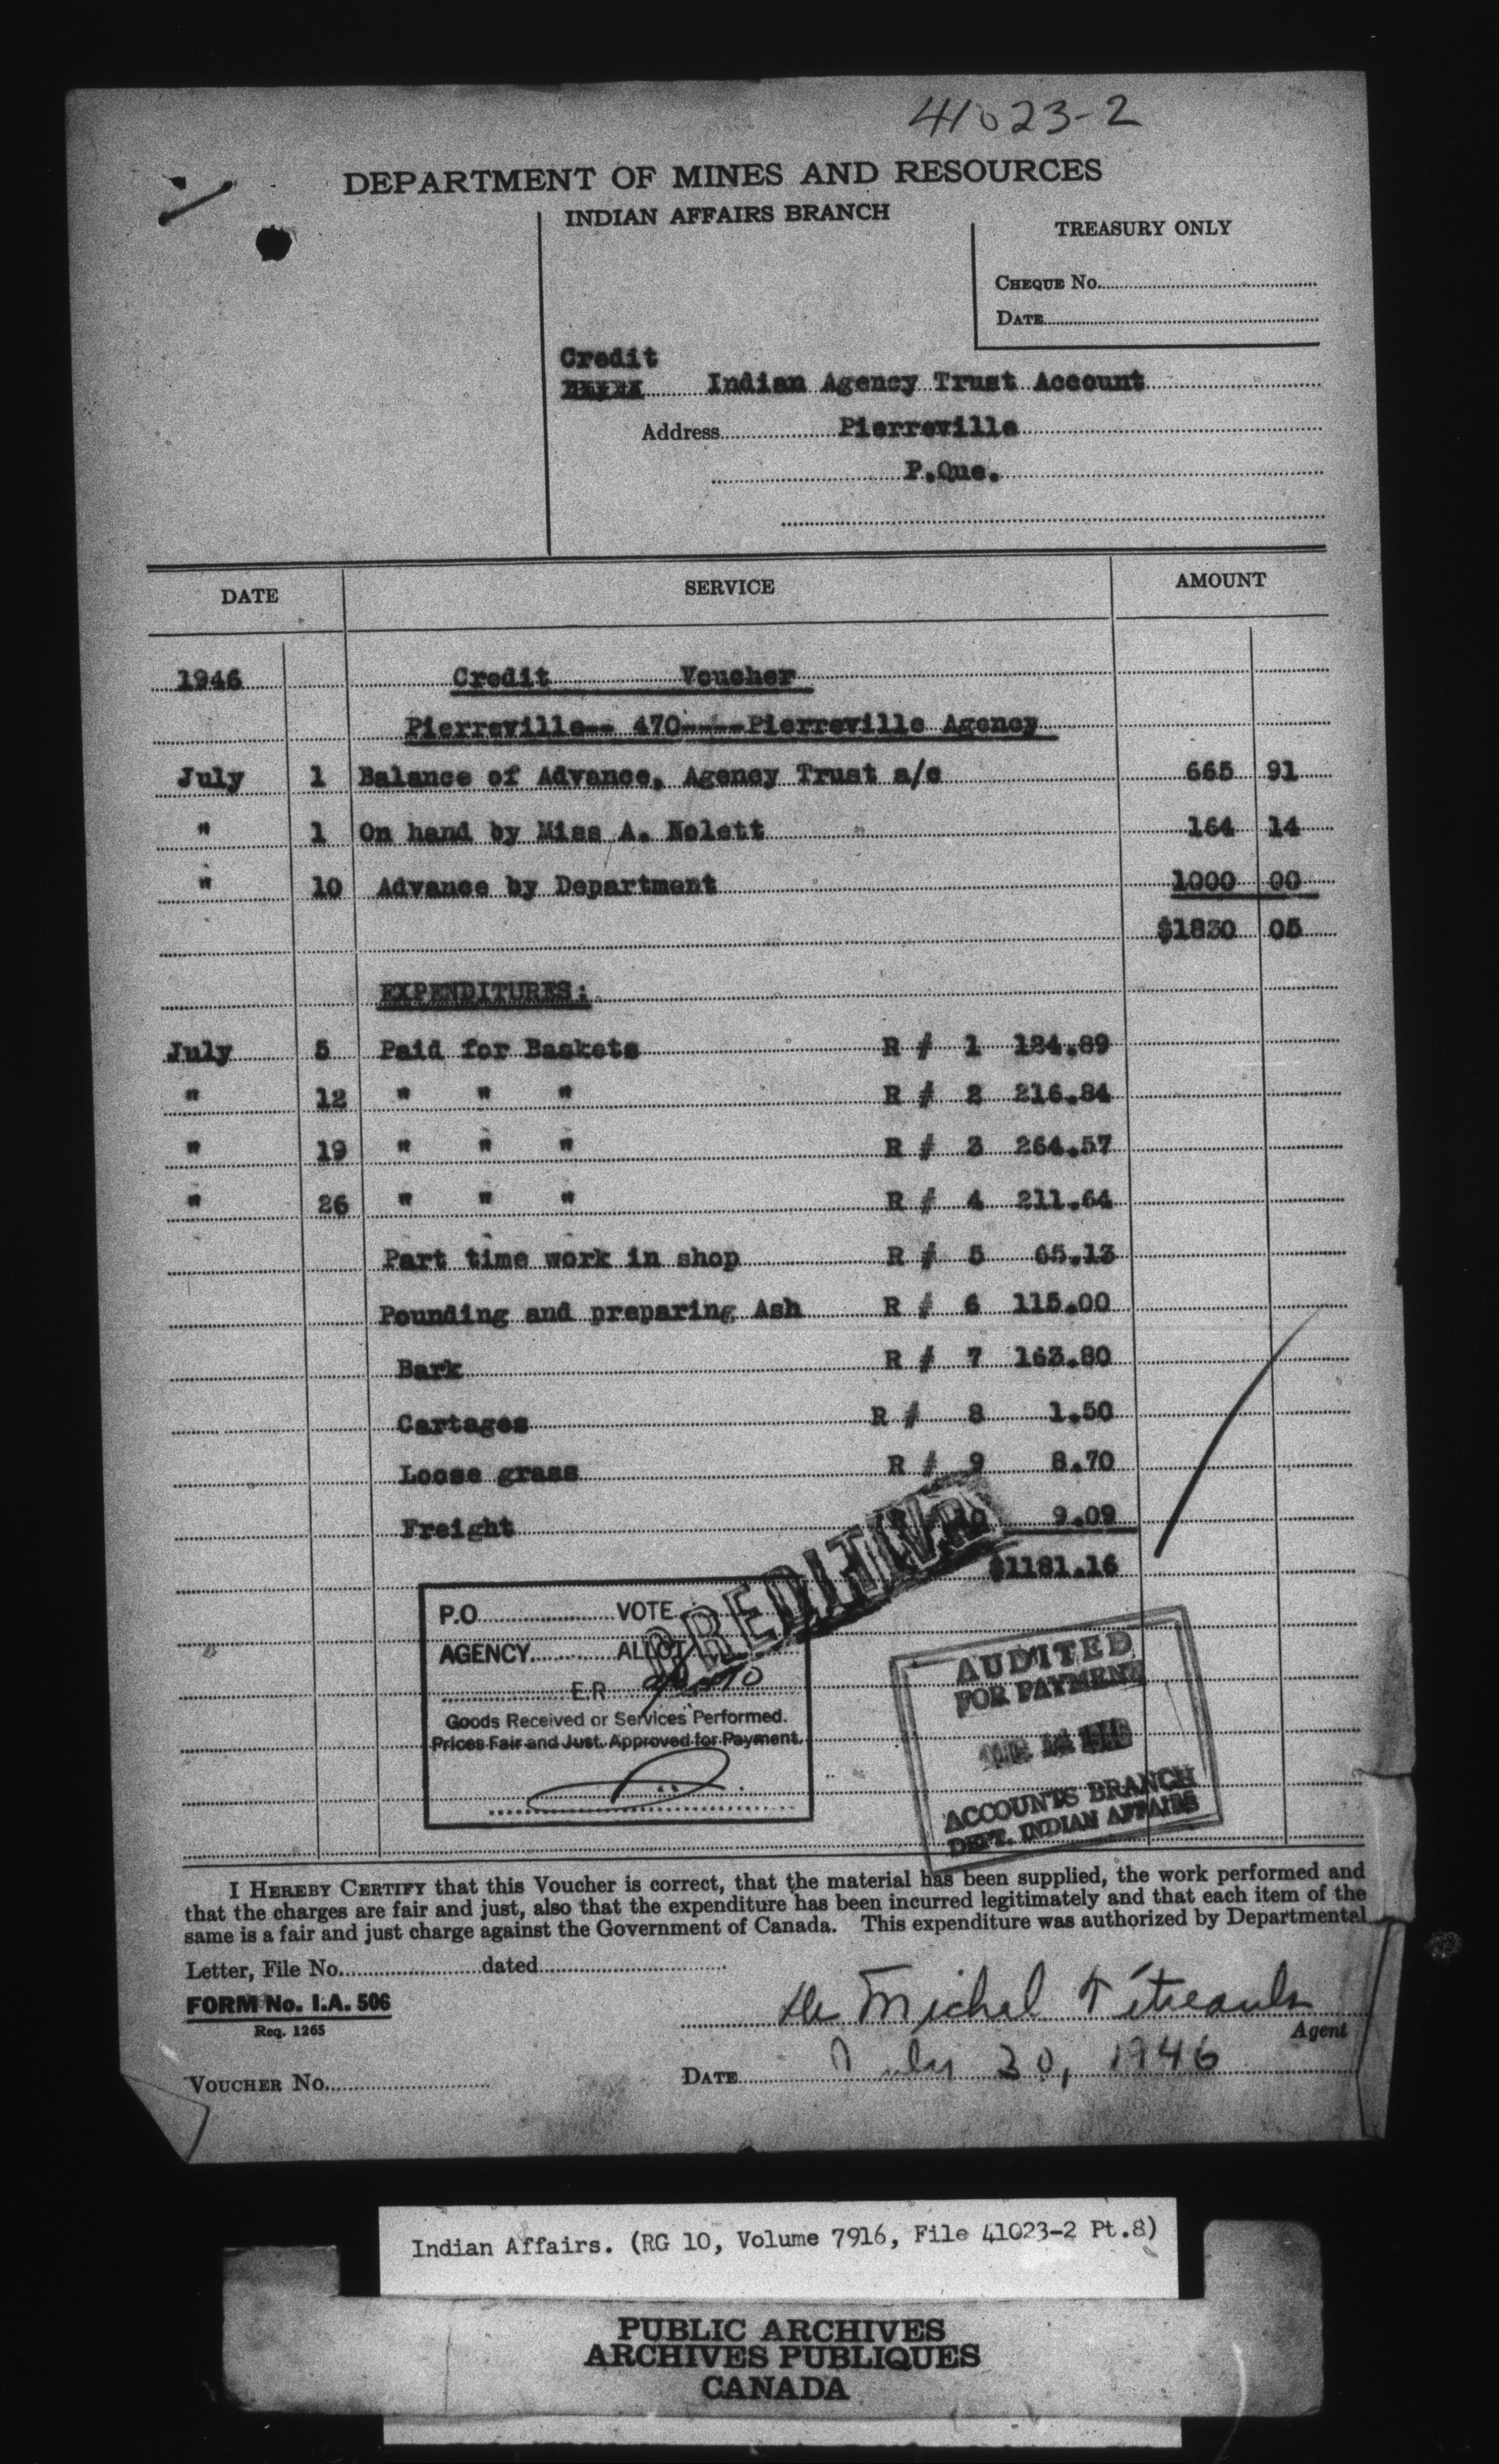 41023-2
DEPARTMENT OF MINES AND RESOURCES
INDIAN AFFAIRS BRANCH
TREASURY ONLY
CHEQUE No.
DATE
Credit
Indian Agency Trust Account
Address Pierreville
P.Que.
DATE SERVICE AMOUNT
1946 Credit Voucher
Pierreville-- 470----Pierreville Agency
July 1 Balance of Advance, Agency Trust a/c 665 91
" 1 On hand by Miss A. Nolett 164 14
" 10 Advance by Department 1000 00
$1830 05
EXPENDITURES:
July 5 Paid for Baskets R # 1 124.89
" 12 " " " R # 2 216.84
" 19 " " " R # 3 264.57
" 26 " " " R # 4 211.64
Part time work in shop R # 5 65.13
Pounding and preparing Ash R # 6 115.00
Bark R # 7 163.80
Cartages R # 8 1.50
Loose grass R # 9 8.70
Freight 9.09
$1181.16
P.O. VOTE
AGENCY ALLOT
E.R
Goods Received or Services Performed.
Prices Fair and Just. Approved for Payment.
AUDITED
FOR PAYMENT
ACCOUNTS BRANCH
DEPT. INDIAN AFFAIRS
I HEREBY CERTIFY that this Voucher is correct, that the material has been supplied, the work performed and
that the charges are fair and just, also that the expenditure has been incurred legitimately and that each item of the
same is a fair and just charge against the Government of Canada. This expenditure was authorized by Departmental
Letter, File No. dated
FORM No. I.A. 506
Req. 1265
Michel Tétreault
Agent
VOUCHER No.
DATE July 30, 1946
Indian Affairs. (RG 10, Volume 7916, File 41023-2 Pt.8)
PUBLIC ARCHIVES
ARCHIVES PUBLIQUES
CANADA